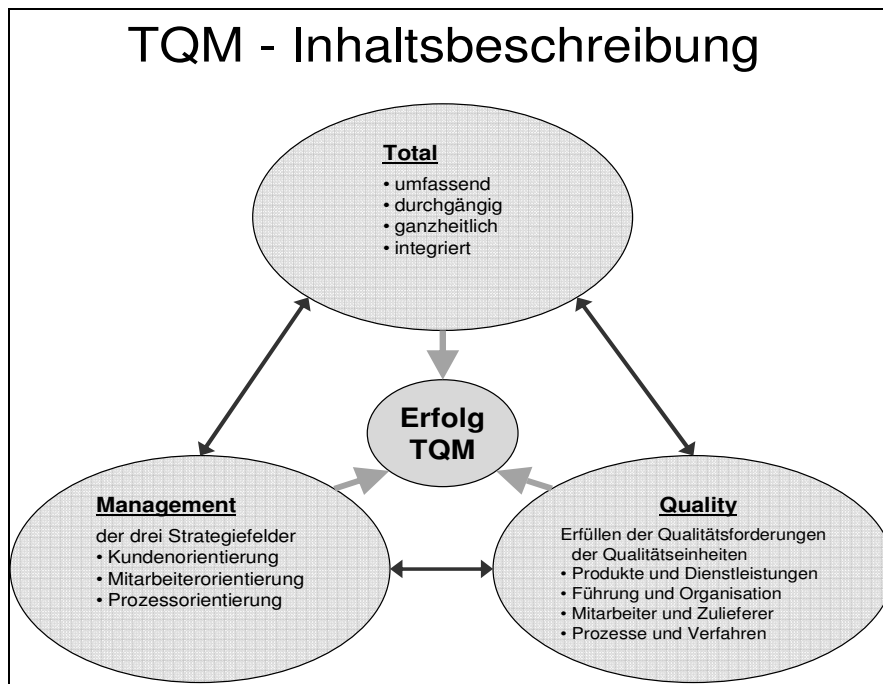 TQM - Inhaltsbeschreibung
Total
• umfassend
• durchgängig
• ganzheitlich
• integriert
Erfolg
TQM
Management
der drei Strategiefelder
• Kundenorientierung
• Mitarbeiterorientierung
• Prozessorientierung
Quality
Erfüllen der Qualitätsforderungen
der Qualitätseinheiten
• Produkte und Dienstleistungen
• Führung und Organisation
• Mitarbeiter und Zulieferer
• Prozesse und Verfahren